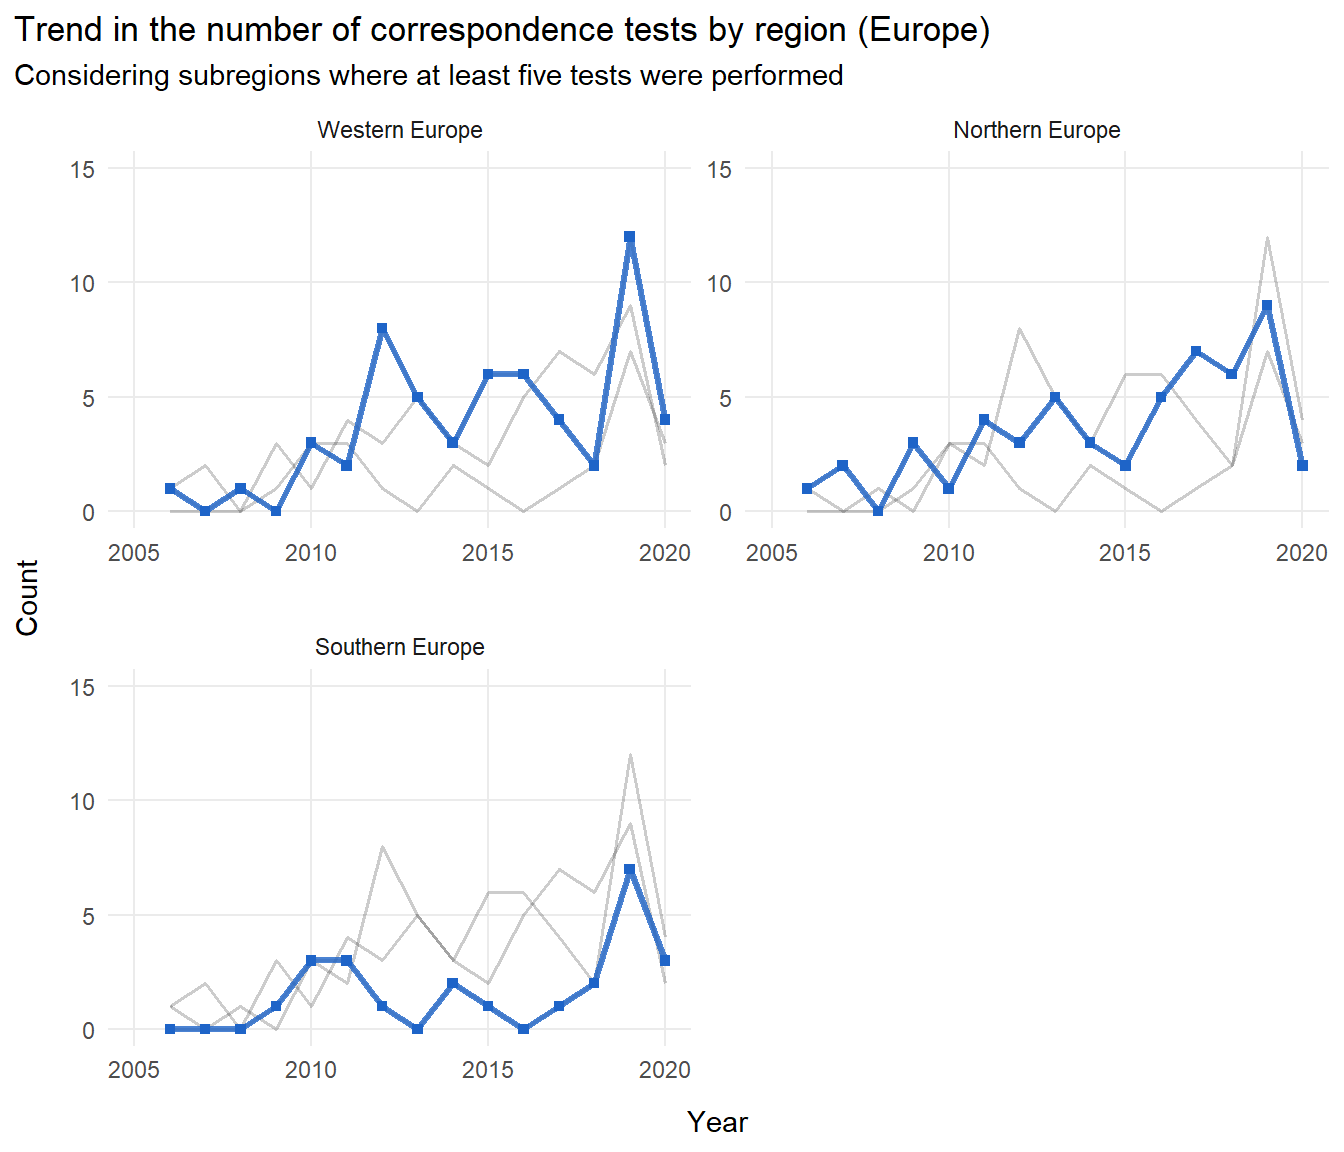 Trend in the number of correspondence tests by region (Europe)
Considering subregions where at least five tests were performed
Western Europe
Northern Europe
15
10
5
0
2005 2010 2015 2020
15
10
5
0
2005 2010 2015 2020
Count
Southern Europe
15
10
5
0
2005 2010 2015 2020
Year